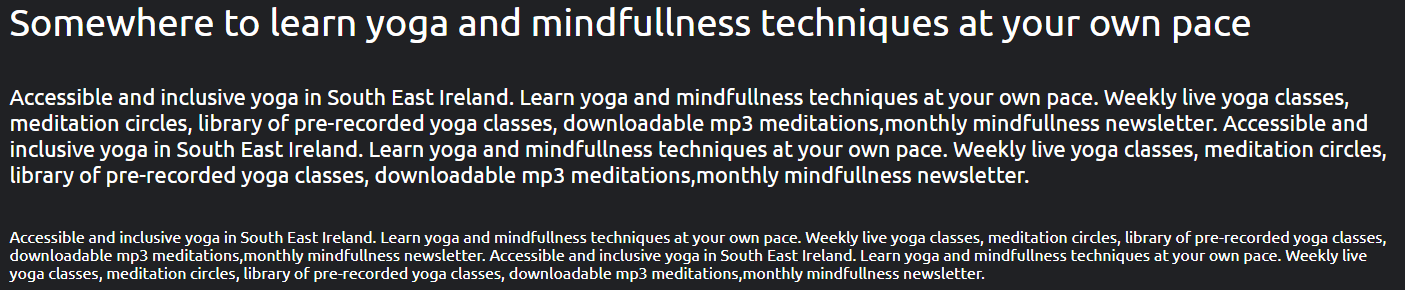 Somewhere to learn yoga and mindfullness techniques at your own pace
Accessible and inclusive yoga in South East Ireland. Learn yoga and mindfullness techniques at your own pace. Weekly live yoga classes,
meditation circles, library of pre-recorded yoga classes, downloadable mp3 meditations,monthly mindfullness newsletter. Accessible and
inclusive yoga in South East Ireland. Learn yoga and mindfullness techniques at your own pace. Weekly live yoga classes, meditation circles,
library of pre-recorded yoga classes, downloadable mp3 meditations,monthly mindfullness newsletter.
Accessible and inclusive yoga in South East Ireland. Learn yoga and mindfullness techniques at your own pace. Weekly live yoga classes, meditation circles, library of pre-recorded yoga classes,
downloadable mp3 meditations,monthly mindfullness newsletter. Accessible and inclusive yoga in South East Ireland. Learn yoga and mindfullness techniques at your own pace. Weekly live
yoga classes, meditation circles, library of pre-recorded yoga classes, downloadable mp3 meditations,monthly mindfullness newsletter.